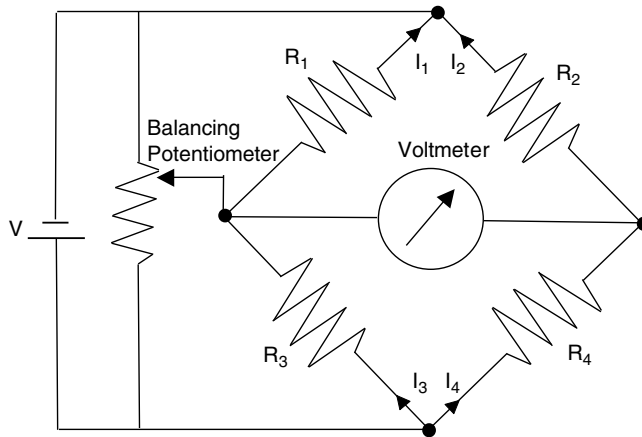 R1
I1
I2
R2
Balancing
Potentiometer
Voltmeter
V
R3
I3
I4
R4